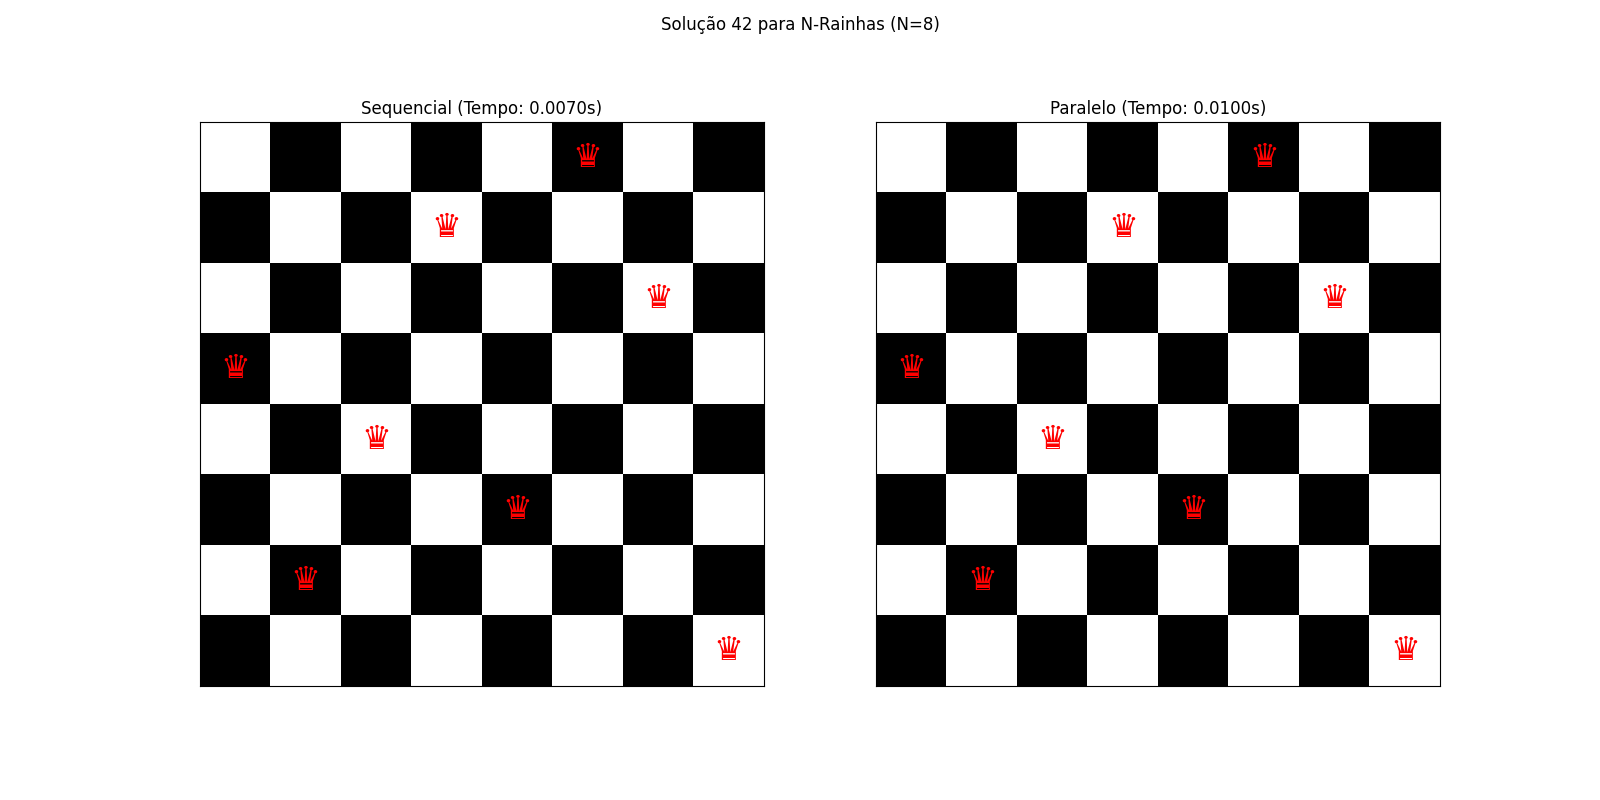 Solução 42 para N-Rainhas (N=8)
Sequencial (Tempo: 0.0070s)
Paralelo (Tempo: 0.0100s)
♛ ♛
♛ ♛
♛ ♛
♛ ♛
♛ ♛
♛ ♛
♛ ♛
♛ ♛